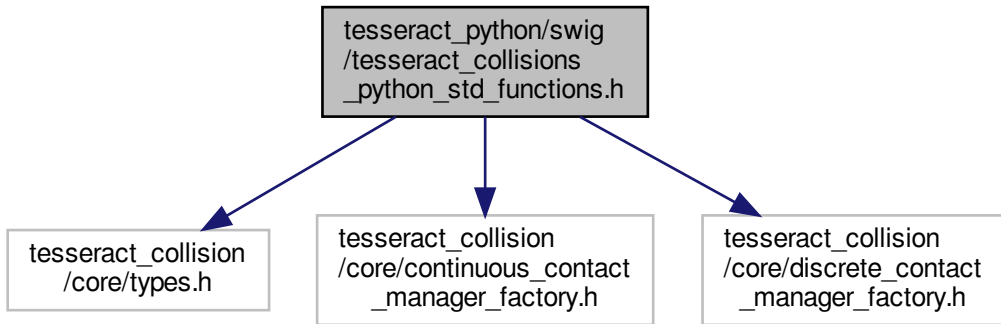 tesseract_python/swig
/tesseract_collisions
_python_std_functions.h
tesseract_collision
/core/types.h
tesseract_collision
/core/continuous_contact
_manager_factory.h
tesseract_collision
/core/discrete_contact
_manager_factory.h